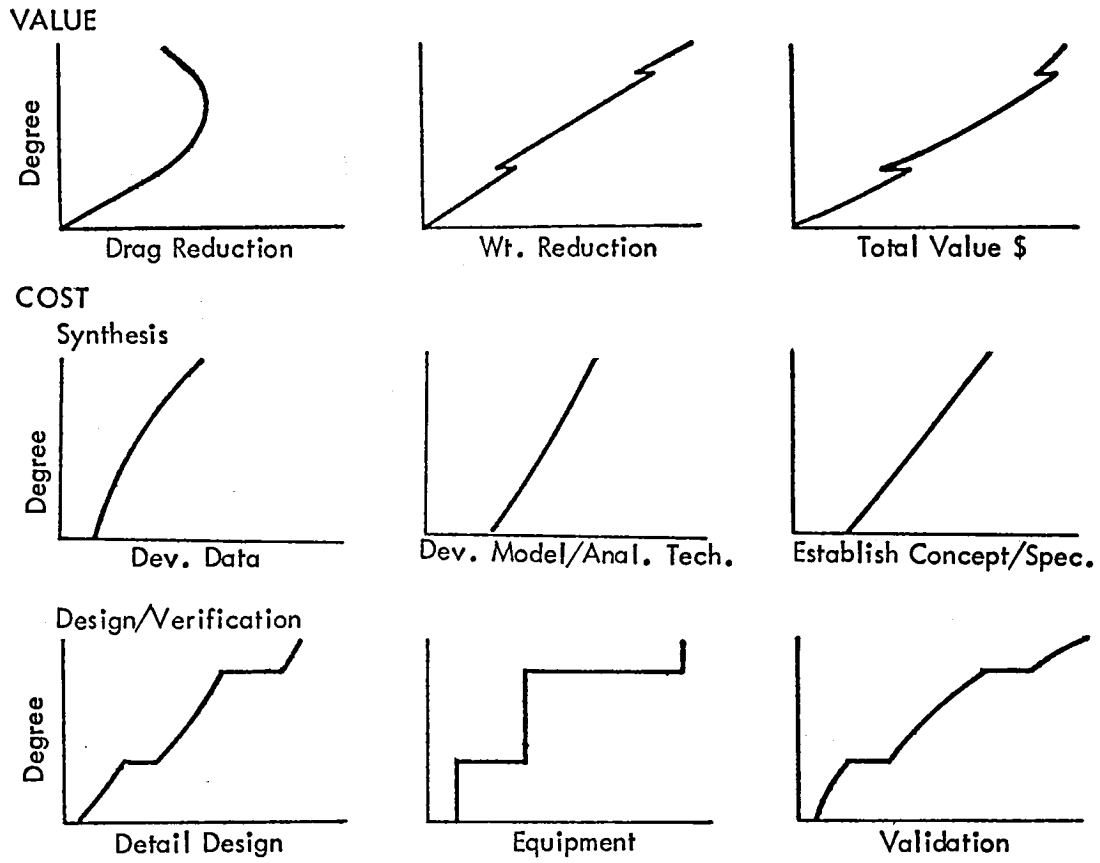 VALUE
Degree
Drag Reduction
Wt. Reduction
Total Value $
COST
Synthesis
Degree
Dev. Data
Dev. Model/Anal. Tech.
Establish Concept/Spec.
Design/Verification
Degree
Detail Design
Equipment
Validation